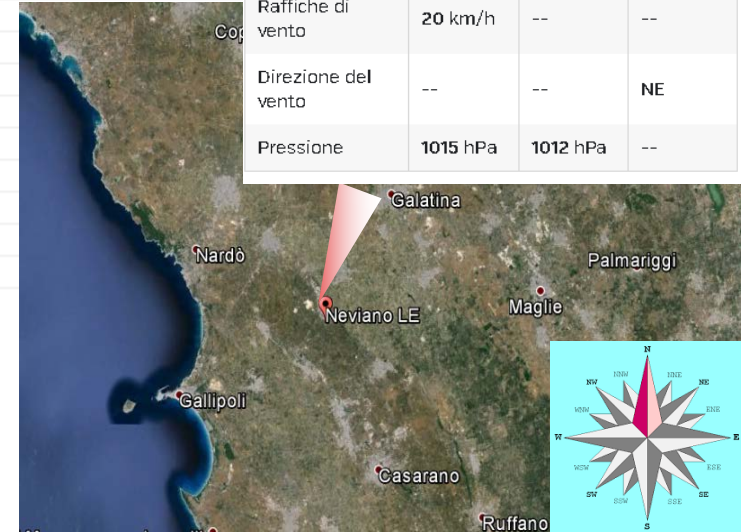 Raffiche di vento 20 km/h -- --
Direzione del vento -- -- NE
Pressione 1015 hPa 1012 hPa --
Galatina
Nardò
Palmariggi
Neviano LE
Maglie
Gallipoli
Casarano
Ruffano
N
NNW NNE
NW NE
WNW ENE
W E
WSW ESE
SW SE
SSW SSE
S